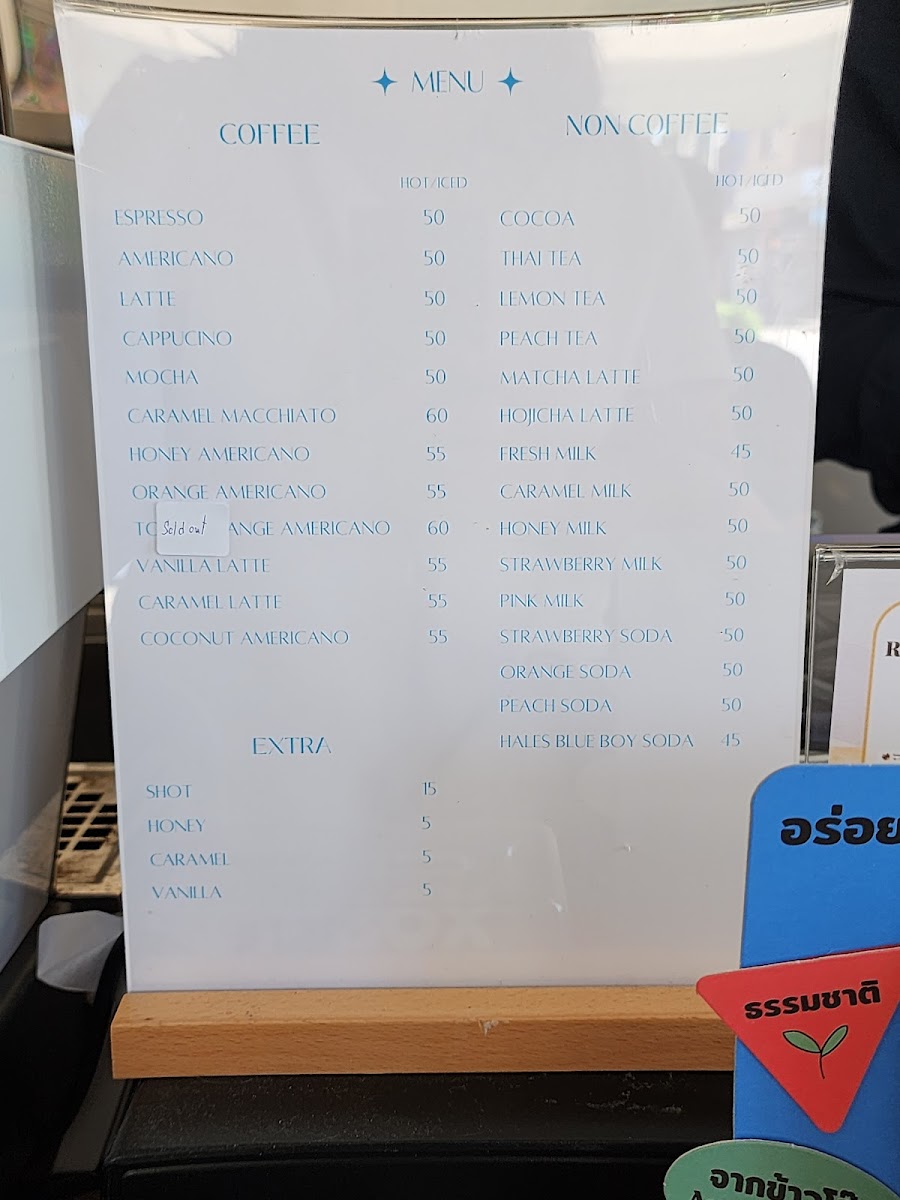 MENU
COFFEE
HOT/ICED
ESPRESSO 50
AMERICANO 50
LATTE 50
CAPPUCINO 50
MOCHA 50
CARAMEL MACCHIATO 60
HONEY AMERICANO 55
ORANGE AMERICANO 55
Sold out AMERICANO 60
VANILLA LATTE 55
CARAMEL LATTE 55
COCONUT AMERICANO 55
EXTRA
SHOT 15
HONEY 5
CARAMEL 5
VANILLA 5
NON COFFEE
HOT/ICED
COCOA 50
THAI TEA 50
LEMON TEA 50
PEACH TEA 50
MATCHA LATTE 50
HOJICHA LATTE 50
FRESH MILK 45
CARAMEL MILK 50
HONEY MILK 50
STRAWBERRY MILK 50
PINK MILK 50
STRAWBERRY SODA 50
ORANGE SODA 50
PEACH SODA 50
HALES BLUE BOY SODA 45
อร่อย
ธรรมชาติ